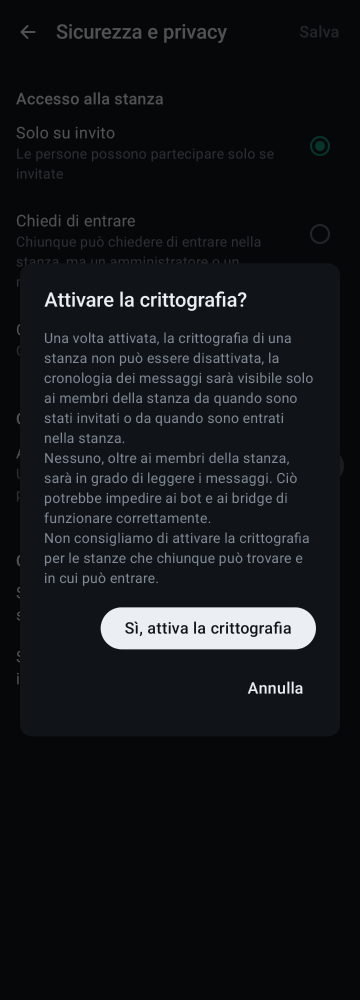 Sicurezza e privacy
Salva
Accesso alla stanza
Solo su invito
Le persone possono partecipare solo se
invitate
Chiedi di entrare
Chiunque può chiedere di entrare nella
stanza, ma un amministratore o un
Attivare la crittografia?
Una volta attivata, la crittografia di una
stanza non può essere disattivata, la
cronologia dei messaggi sarà visibile solo
ai membri della stanza da quando sono
stati invitati o da quando sono entrati
nella stanza.
Nessuno, oltre ai membri della stanza,
sarà in grado di leggere i messaggi. Ciò
potrebbe impedire ai bot e ai bridge di
funzionare correttamente.
Non consigliamo di attivare la crittografia
per le stanze che chiunque può trovare e
in cui può entrare.
Sì, attiva la crittografia
Annulla